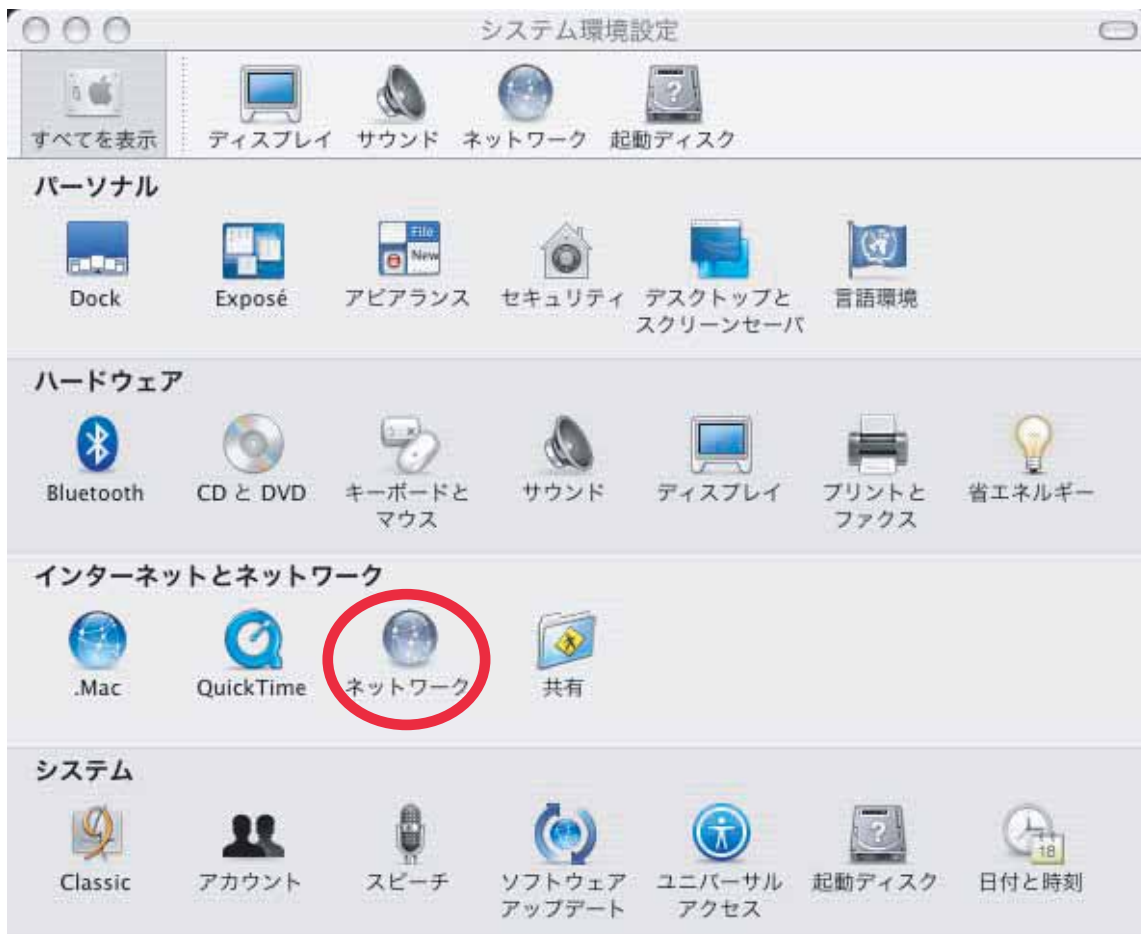 システム環境設定
すべてを表示 ディスプレイ サウンド ネットワーク 起動ディスク
パーソナル
File
New
Dock Exposé アピアランス セキュリティ デスクトップと 言語環境
スクリーンセーバ
ハードウェア
Bluetooth CD と DVD キーボードと サウンド ディスプレイ プリントと 省エネルギー
マウス ファクス
インターネットとネットワーク
.Mac QuickTime ネットワーク 共有
システム
18
Classic アカウント スピーチ ソフトウェア ユニバーサル 起動ディスク 日付と時刻
アップデート アクセス